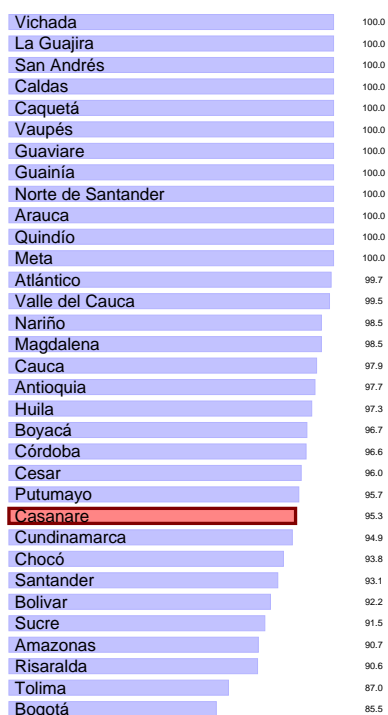 Vichada 100.0
La Guajira 100.0
San Andrés 100.0
Caldas 100.0
Caquetá 100.0
Vaupés 100.0
Guaviare 100.0
Guainía 100.0
Norte de Santander 100.0
Arauca 100.0
Quindío 100.0
Meta 100.0
Atlántico 99.7
Valle del Cauca 99.5
Nariño 98.5
Magdalena 98.5
Cauca 97.9
Antioquia 97.7
Huila 97.3
Boyacá 96.7
Córdoba 96.6
Cesar 96.0
Putumayo 95.7
Casanare 95.3
Cundinamarca 94.9
Chocó 93.8
Santander 93.1
Bolivar 92.2
Sucre 91.5
Amazonas 90.7
Risaralda 90.6
Tolima 87.0
Bogotá 85.5